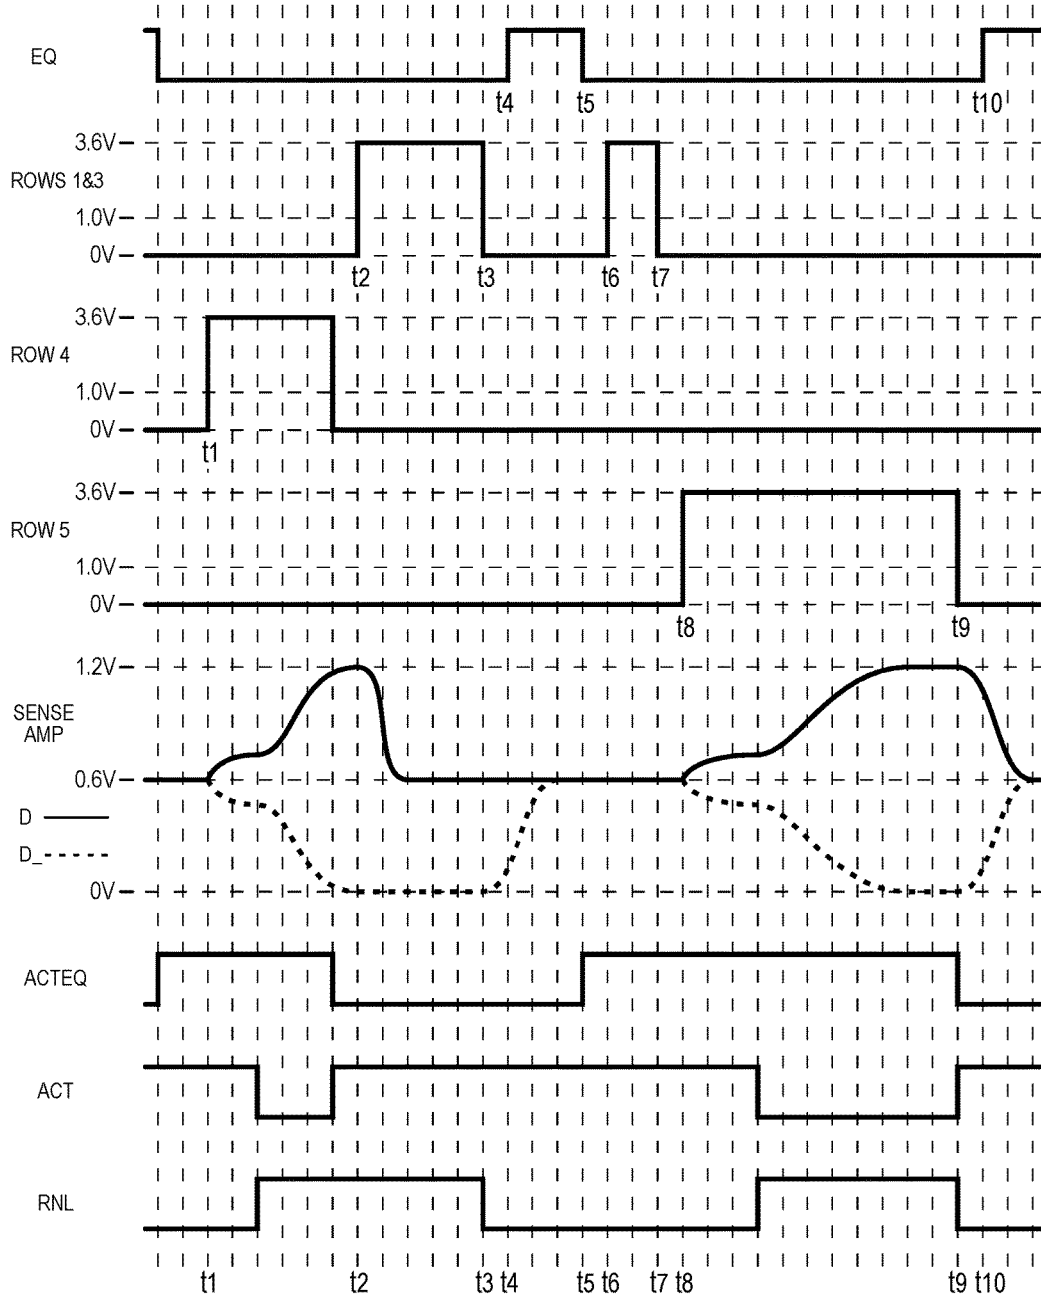 EQ
t4 t5 t10
3.6V
ROWS 1&3
1.0V
0V
t2 t3 t6 t7
3.6V
ROW 4
1.0V
0V
t1
3.6V
ROW 5
1.0V
0V
t8 t9
1.2V
SENSE
AMP
0.6V
D
D_
0V
ACTEQ
ACT
RNL
t1 t2 t3 t4 t5 t6 t7 t8 t9 t10